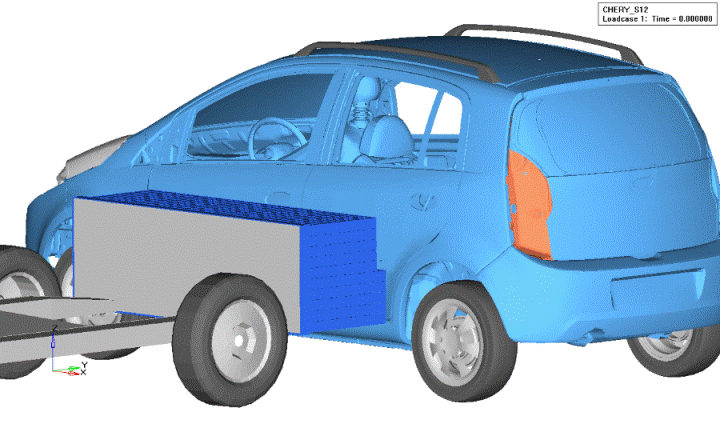 CHERY_S12
Loadcase 1: Time = 0.000000
Y
X